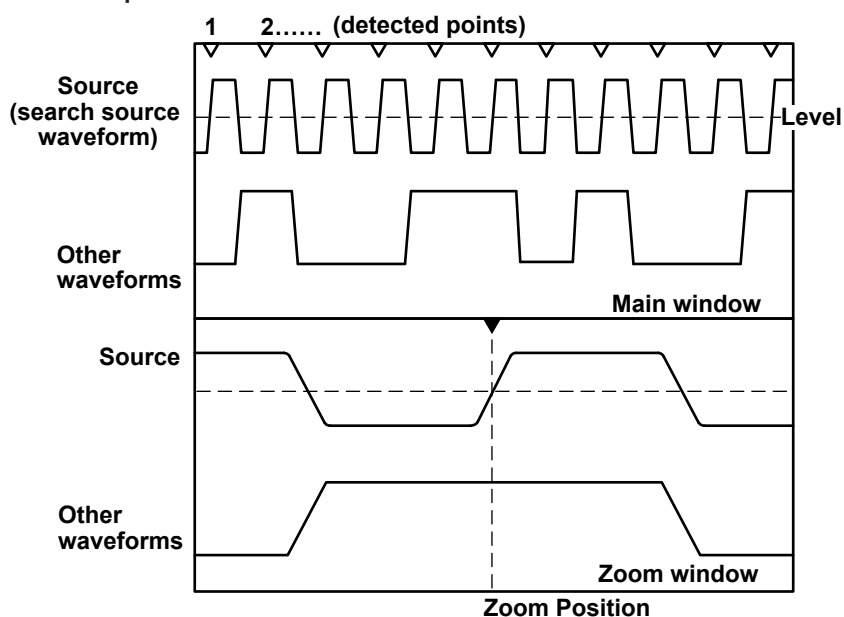 1 2...... (detected points)
Source
(search source
waveform)
Level
Other
waveforms
Main window
Source
Other
waveforms
Zoom window
Zoom Position